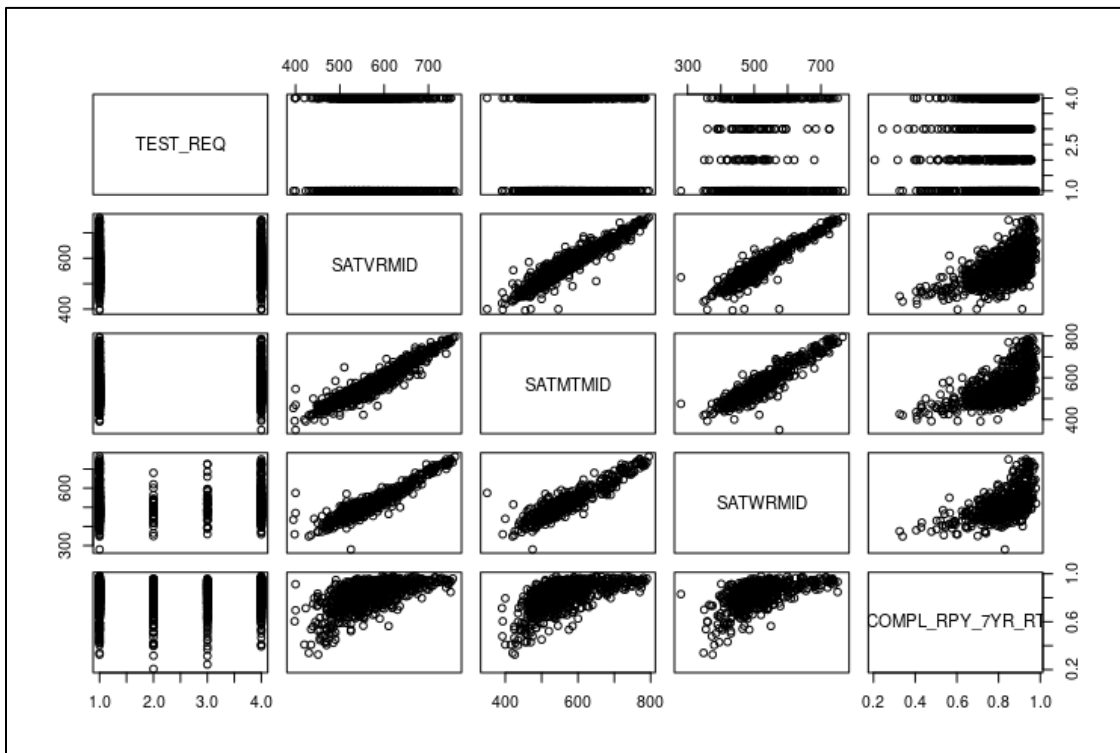 400 500 600 700
300 500 700
TEST_REQ
1.0 2.5 4.0
400 600
SATVRMID
SATMTMID
400 600 800
300 600
SATWRMID
COMPL_RPY_7YR_RT
0.2 0.6 1.0
1.0 2.0 3.0 4.0
400 600 800
0.2 0.4 0.6 0.8 1.0